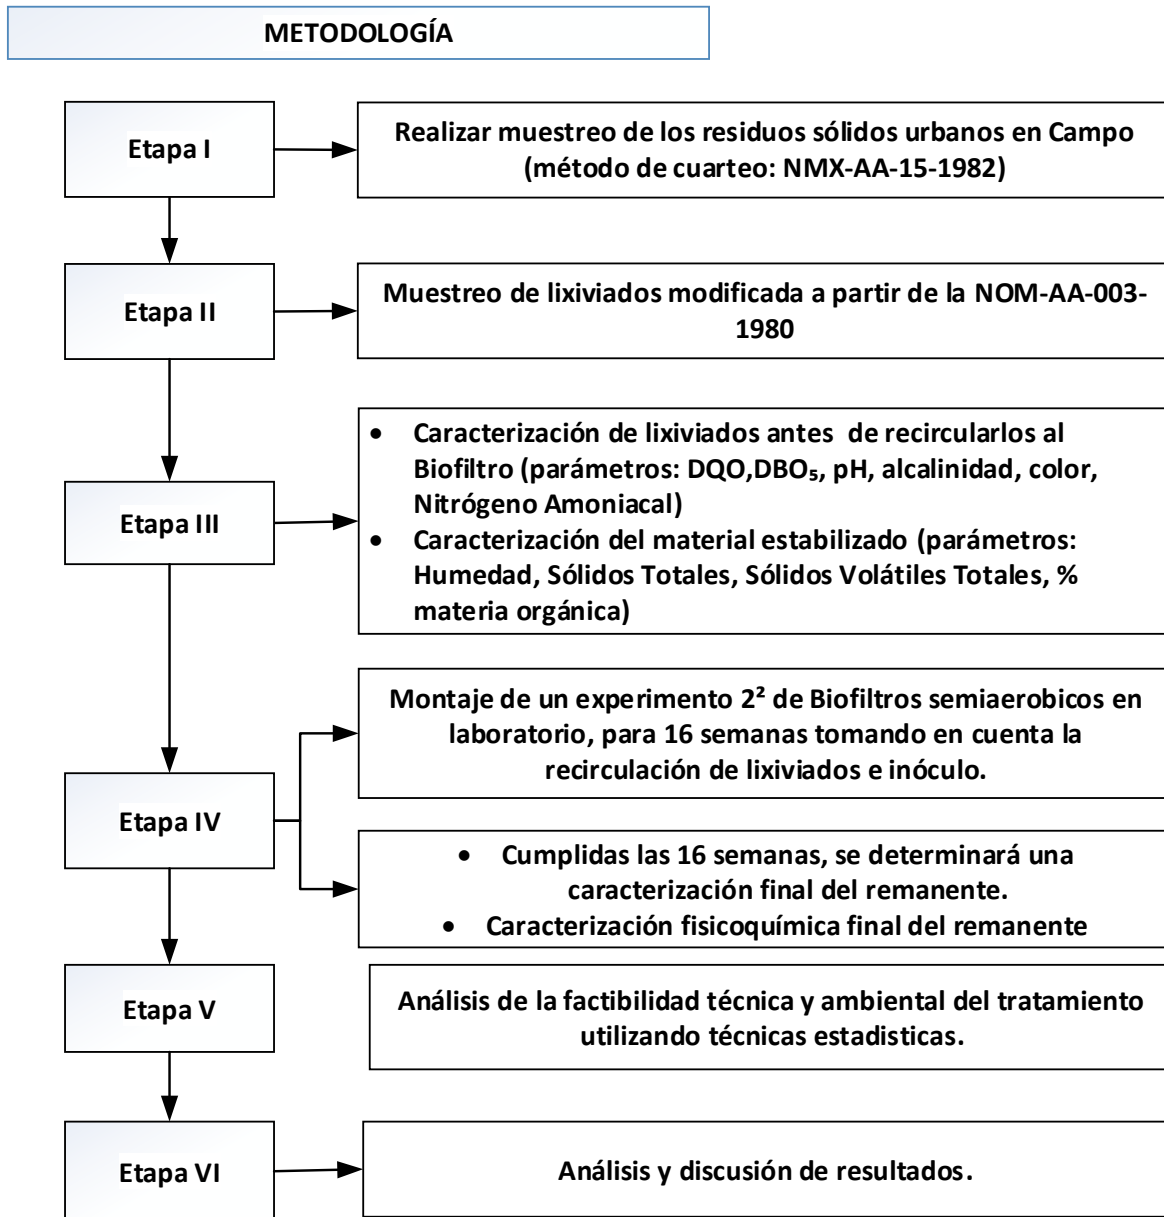 METODOLOGÍA
Etapa I
Realizar muestreo de los residuos sólidos urbanos en Campo
(método de cuarteo: NMX-AA-15-1982)
Etapa II
Muestreo de lixiviados modificada a partir de la NOM-AA-003-
1980
Etapa III
• Caracterización de lixiviados antes de recircularlos al
Biofiltro (parámetros: DQO,DBO₅, pH, alcalinidad, color,
Nitrógeno Amoniacal)
• Caracterización del material estabilizado (parámetros:
Humedad, Sólidos Totales, Sólidos Volátiles Totales, %
materia orgánica)
Etapa IV
Montaje de un experimento 2² de Biofiltros semiaerobicos en
laboratorio, para 16 semanas tomando en cuenta la
recirculación de lixiviados e inóculo.
• Cumplidas las 16 semanas, se determinará una
caracterización final del remanente.
• Caracterización fisicoquímica final del remanente
Etapa V
Análisis de la factibilidad técnica y ambiental del tratamiento
utilizando técnicas estadisticas.
Etapa VI
Análisis y discusión de resultados.